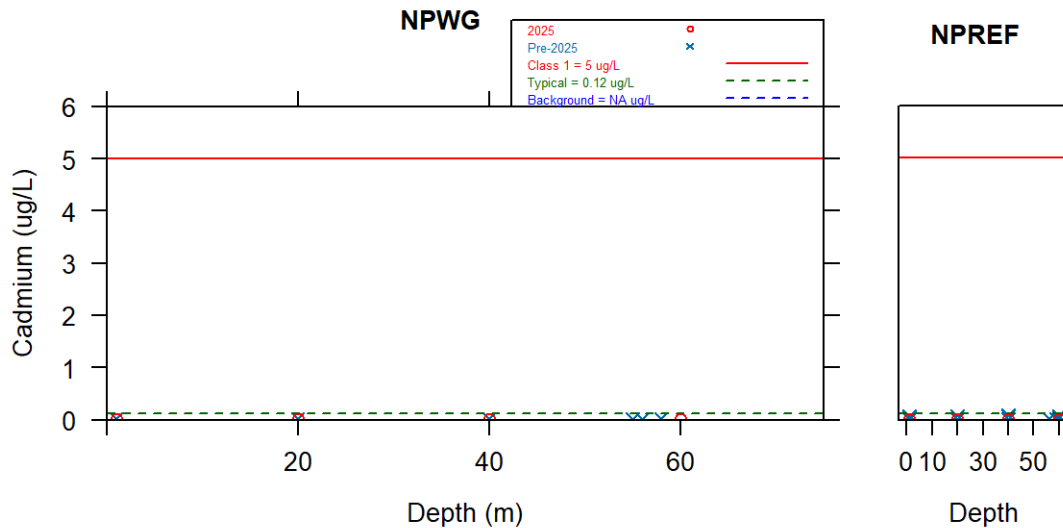 NPWG
NPREF
2025
Pre-2025
Class 1 = 5 ug/L
Typical = 0.12 ug/L
Background = NA ug/L
Cadmium (ug/L)
6
5
4
3
2
1
0
20 40 60
0 10 30 50
Depth (m)
Depth